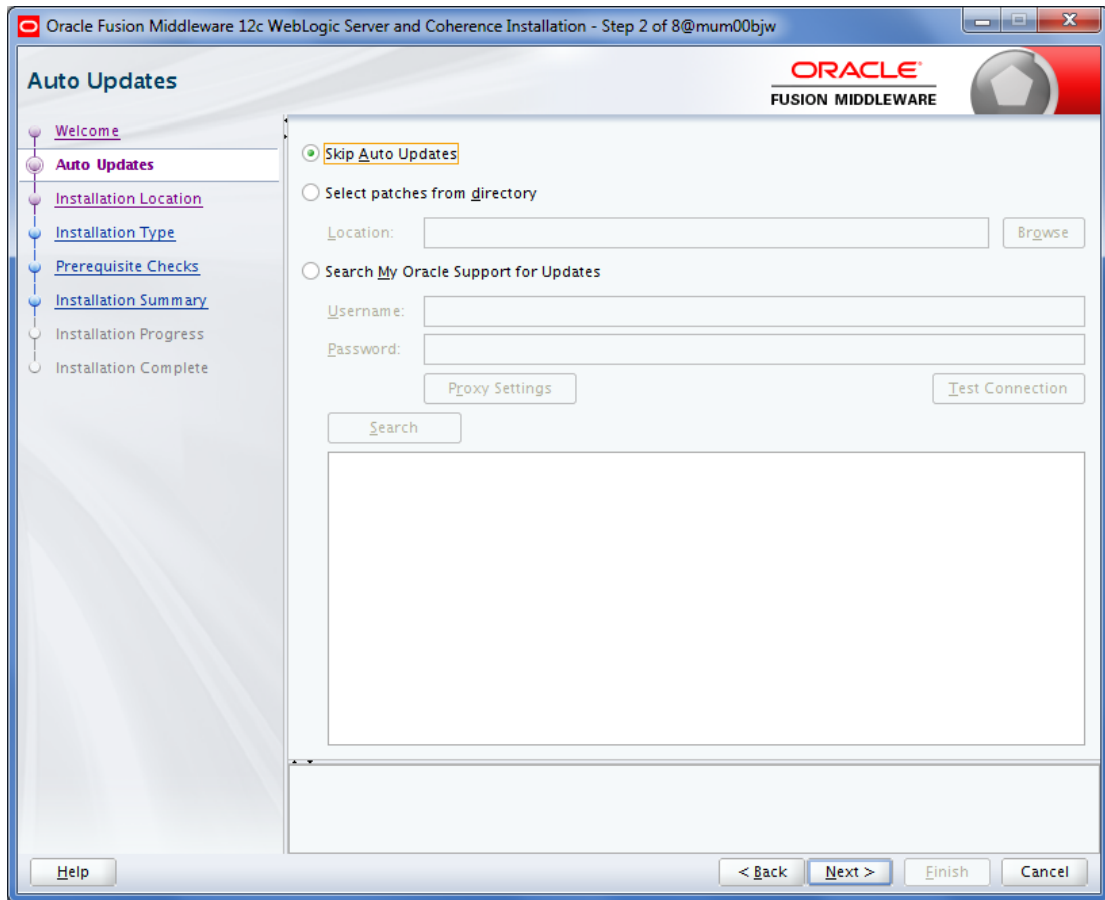 Oracle Fusion Middleware 12c WebLogic Server and Coherence Installation - Step 2 of 8@mum00bjw
Auto Updates
ORACLE
FUSION MIDDLEWARE
Welcome
Auto Updates
Installation Location
Installation Type
Prerequisite Checks
Installation Summary
Installation Progress
Installation Complete
Skip Auto Updates
Select patches from directory
Location:
Browse
Search My Oracle Support for Updates
Username:
Password:
Proxy Settings
Test Connection
Search
Help
< Back
Next >
Finish
Cancel